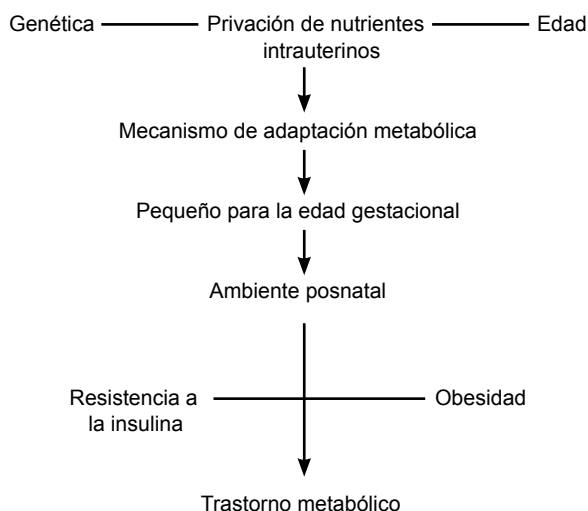 Genética
Privación de nutrientes
intrauterinos
Edad
Mecanismo de adaptación metabólica
Pequeño para la edad gestacional
Ambiente posnatal
Resistencia a
la insulina
Obesidad
Trastorno metabólico